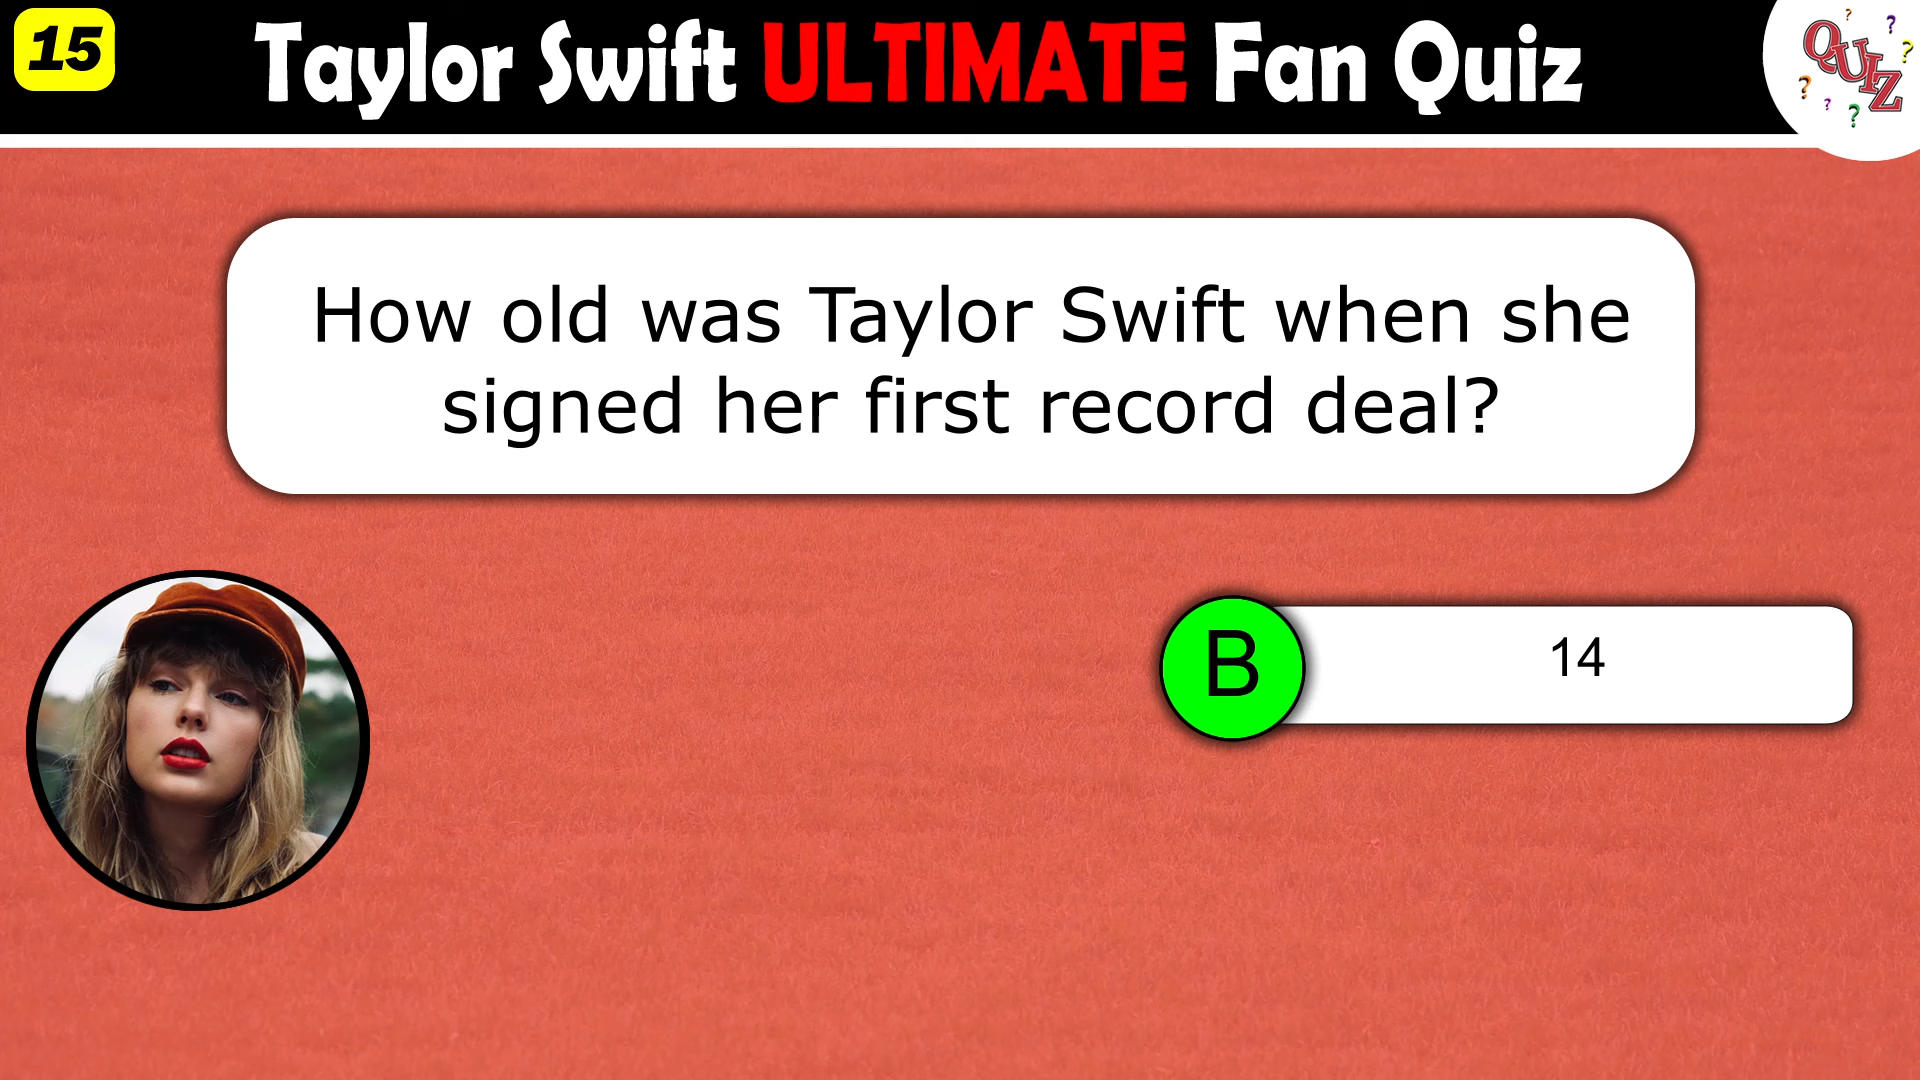 15
Taylor Swift ULTIMATE Fan Quiz
QUIZ
? ? ? ? ? ?
How old was Taylor Swift when she
signed her first record deal?
B
14